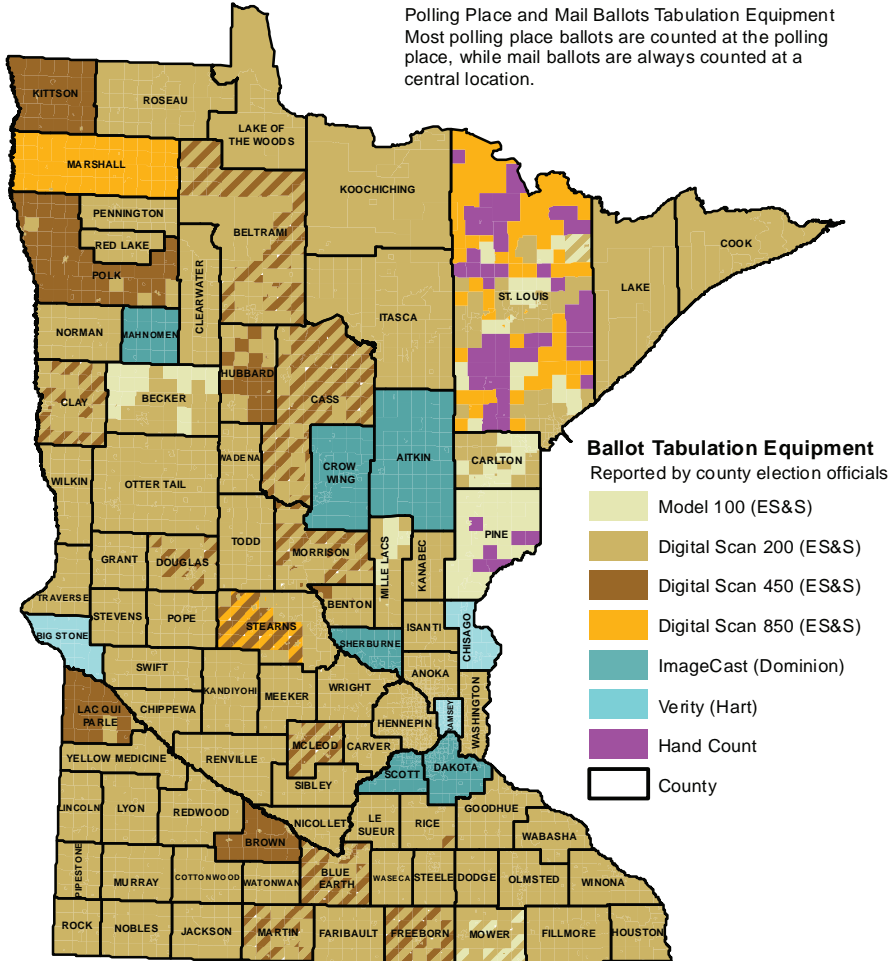 Polling Place and Mail Ballots Tabulation Equipment
Most polling place ballots are counted at the polling
place, while mail ballots are always counted at a
central location.
KITTSON
ROSEAU
LAKE OF
THE WOODS
MARSHALL
KOOCHICHING
PENNINGTON
BELTRAMI
RED LAKE
COOK
POLK
CLEARWATER
ST. LOUIS
LAKE
ITASCA
NORMAN
MAHNOMEN
HUBBARD
CASS
CLAY
BECKER
WADENA
CROW
WING
AITKIN
CARLTON
WILKIN
OTTER TAIL
PINE
TODD
MORRISON
MILLE LACS
KANABEC
GRANT
DOUGLAS
TRAVERSE
BENTON
STEVENS
POPE
STEARNS
ISANTI
CHISAGO
BIG STONE
SHERBURNE
SWIFT
ANOKA
KANDIYOHI
MEEKER
WRIGHT
WASHINGTON
LAC QUI
PARLE
CHIPPEWA
HENNEPIN
RAMSEY
MCLEOD
CARVER
YELLOW MEDICINE
RENVILLE
SCOTT
DAKOTA
SIBLEY
LINCOLN
LYON
REDWOOD
NICOLLET
LE
SUEUR
RICE
GOODHUE
BROWN
WABASHA
PIPESTONE
MURRAY
COTTONWOOD
WATONWAN
BLUE
EARTH
WASECA
STEELE
DODGE
OLMSTED
WINONA
ROCK
NOBLES
JACKSON
MARTIN
FARIBAULT
FREEBORN
MOWER
FILLMORE
HOUSTON
Ballot Tabulation Equipment
Reported by county election officials
Model 100 (ES&S)
Digital Scan 200 (ES&S)
Digital Scan 450 (ES&S)
Digital Scan 850 (ES&S)
ImageCast (Dominion)
Verity (Hart)
Hand Count
County